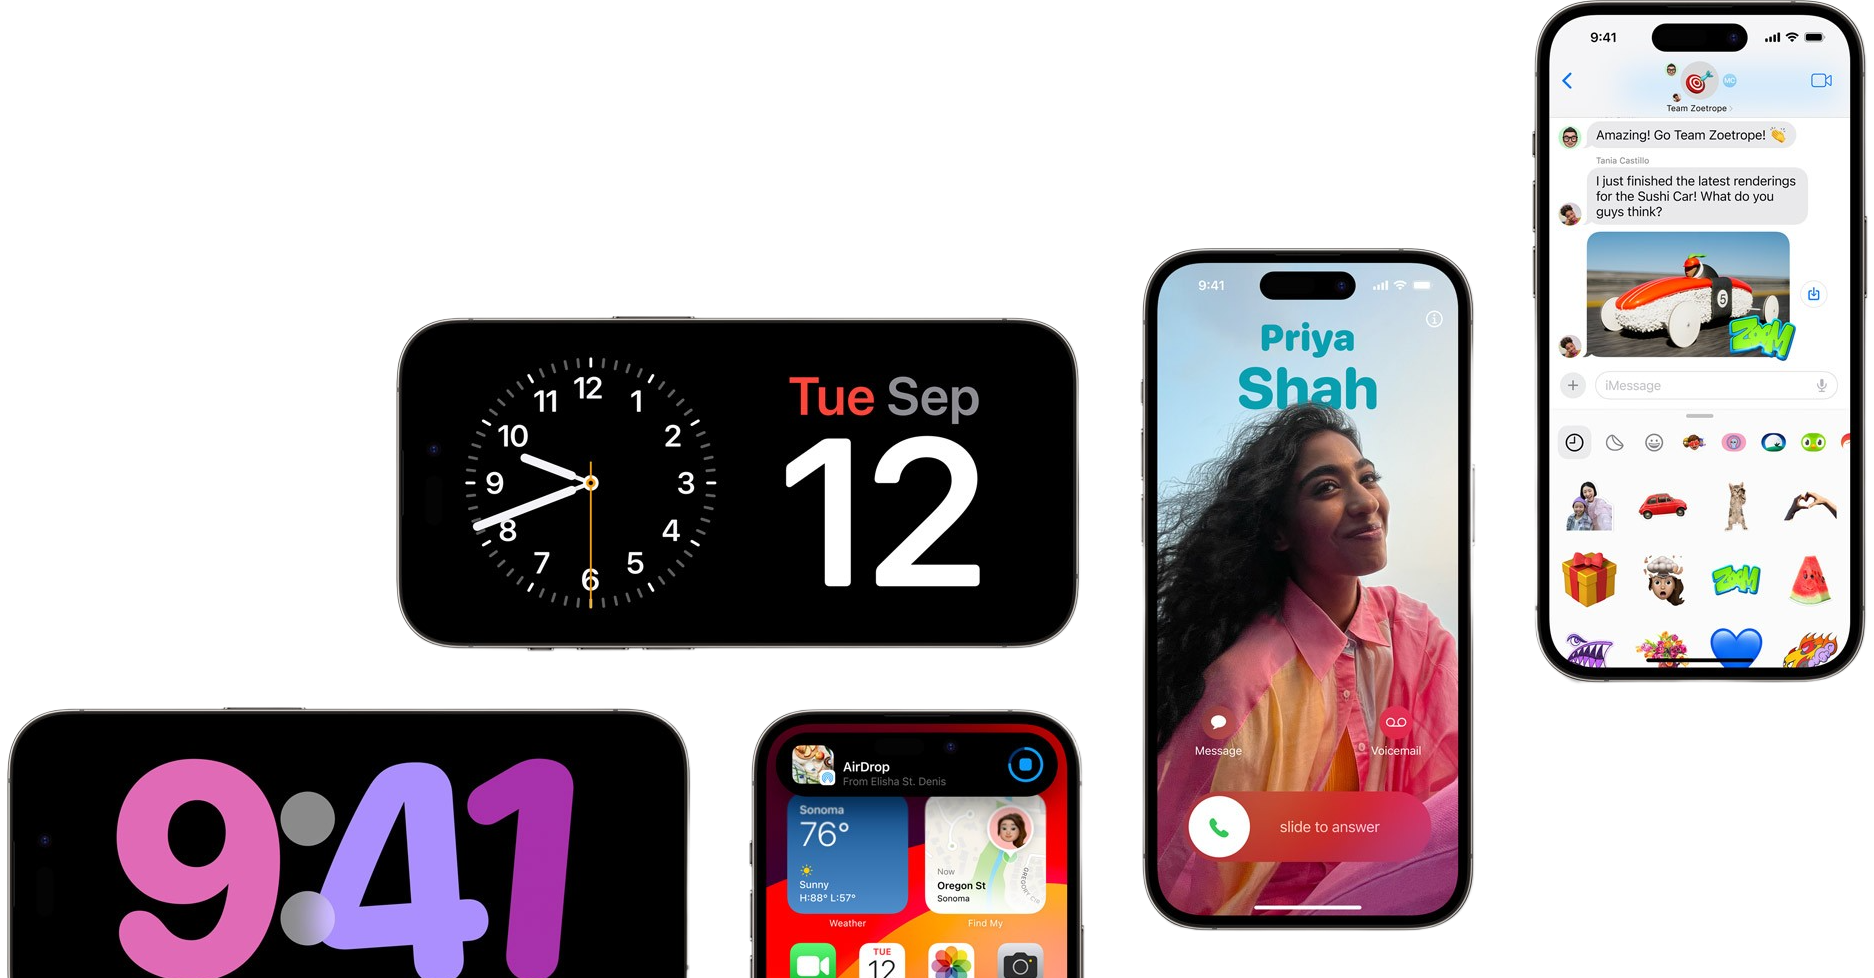 9:41
Team Zoetrope
Amazing! Go Team Zoetrope! 👏
Tania Castillo
I just finished the latest renderings
for the Sushi Car! What do you
guys think?
5
ZOOM
iMessage
ZOOM
9:41
Priya
Shah
Message
Voicemail
slide to answer
12
11
1
10
2
9
3
8
4
7
5
6
Tue Sep
12
9:41
AirDrop
From Elisha St. Denis
Sonoma
76°
Sunny
H:88° L:57°
Weather
Now
Oregon St
Sonoma
Find My
TUE
12